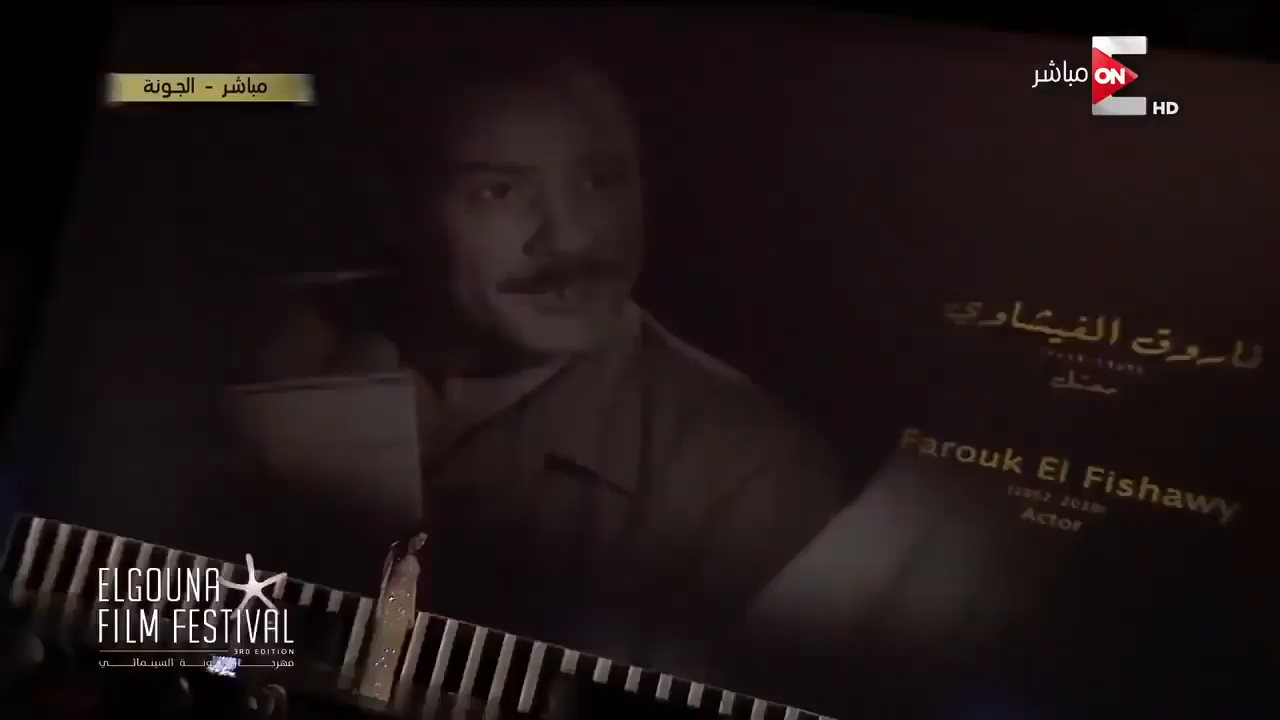 مباشر - الجونة
مباشر
ON
HD
فاروق الفيشاوي
ممثل
Farouk El Fishawy
Actor
ELGOUNA
FILM FESTIVAL
3RD EDITION